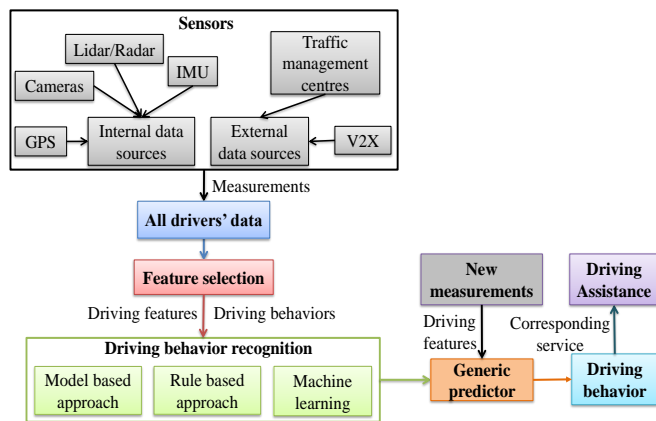 Sensors
Lidar/Radar
IMU
Cameras
GPS
Internal data
sources
Traffic
management
centres
External
data sources
V2X
Measurements
All drivers' data
Feature selection
Driving features
Driving behaviors
Driving behavior recognition
Model based
approach
Rule based
approach
Machine
learning
New
measurements
Driving
features
Generic
predictor
Driving
Assistance
Corresponding
service
Driving
behavior